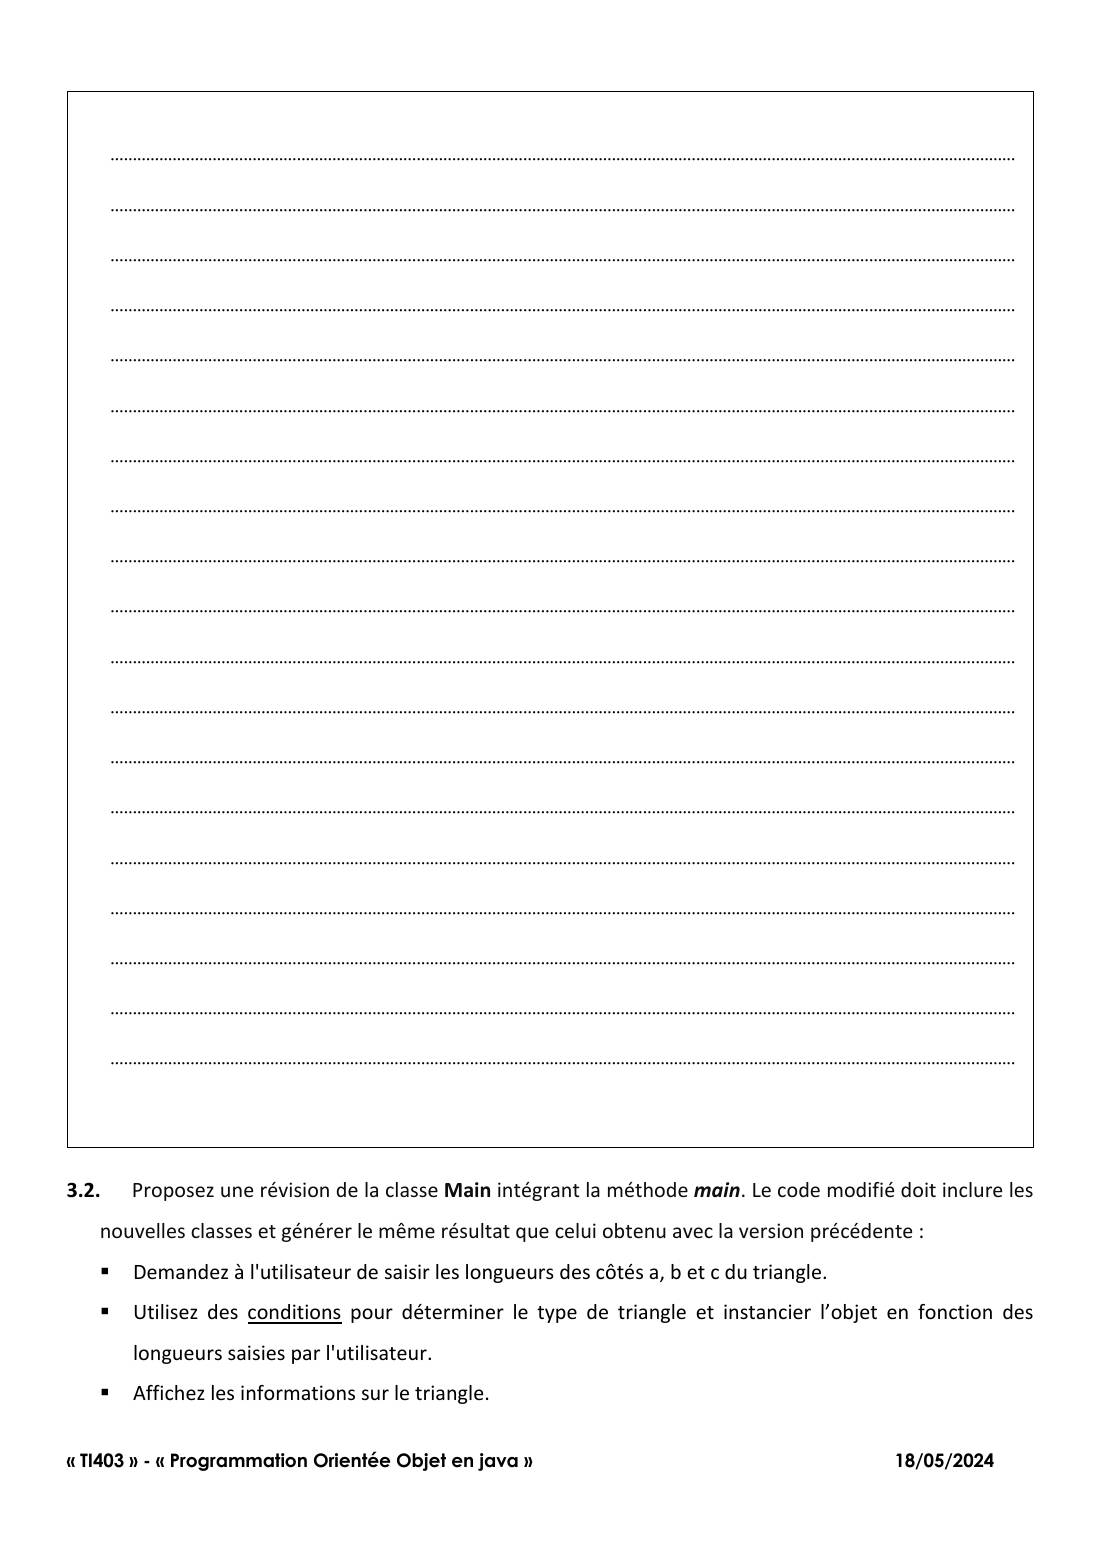 3.2. Proposez une révision de la classe Main intégrant la méthode main. Le code modifié doit inclure les
nouvelles classes et générer le même résultat que celui obtenu avec la version précédente :
▪ Demandez à l'utilisateur de saisir les longueurs des côtés a, b et c du triangle.
▪ Utilisez des conditions pour déterminer le type de triangle et instancier l’objet en fonction des
longueurs saisies par l'utilisateur.
▪ Affichez les informations sur le triangle.
« TI403 » - « Programmation Orientée Objet en java » 18/05/2024